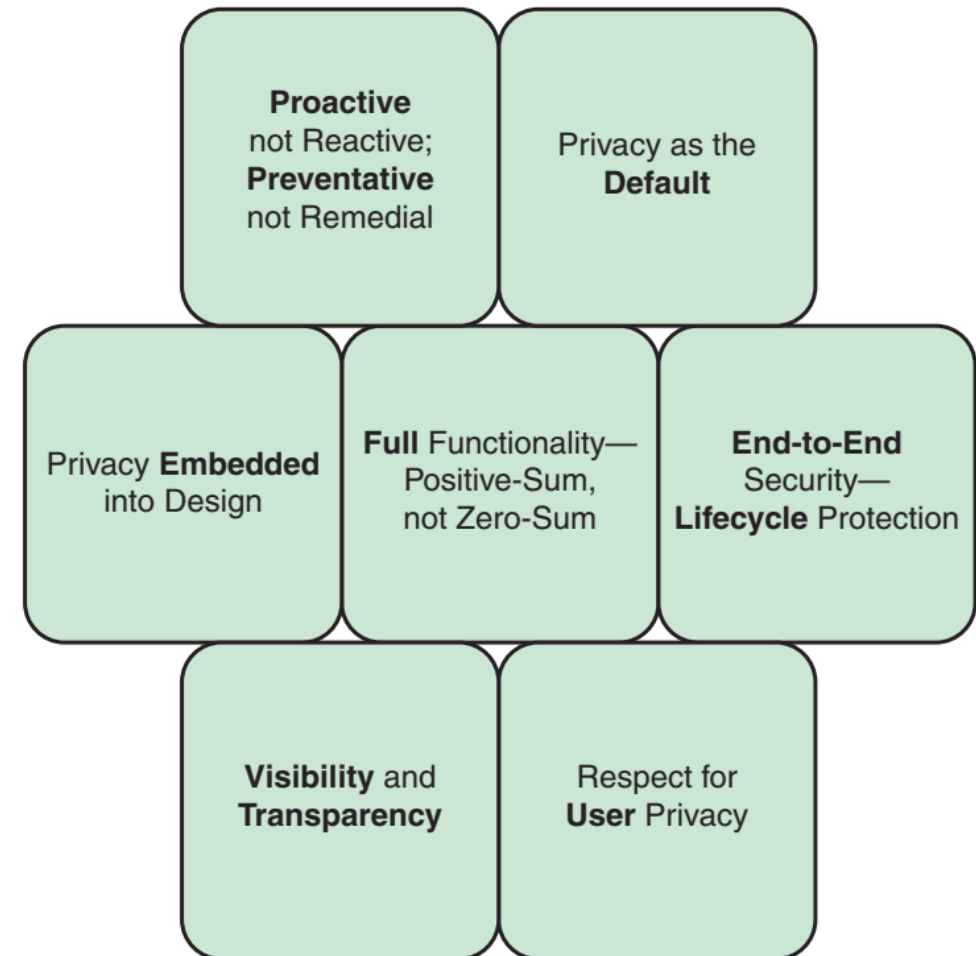 Proactive
not Reactive;
Preventative
not Remedial
Privacy as the
Default
Privacy Embedded
into Design
Full Functionality—
Positive-Sum,
not Zero-Sum
End-to-End
Security—
Lifecycle Protection
Visibility and
Transparency
Respect for
User Privacy